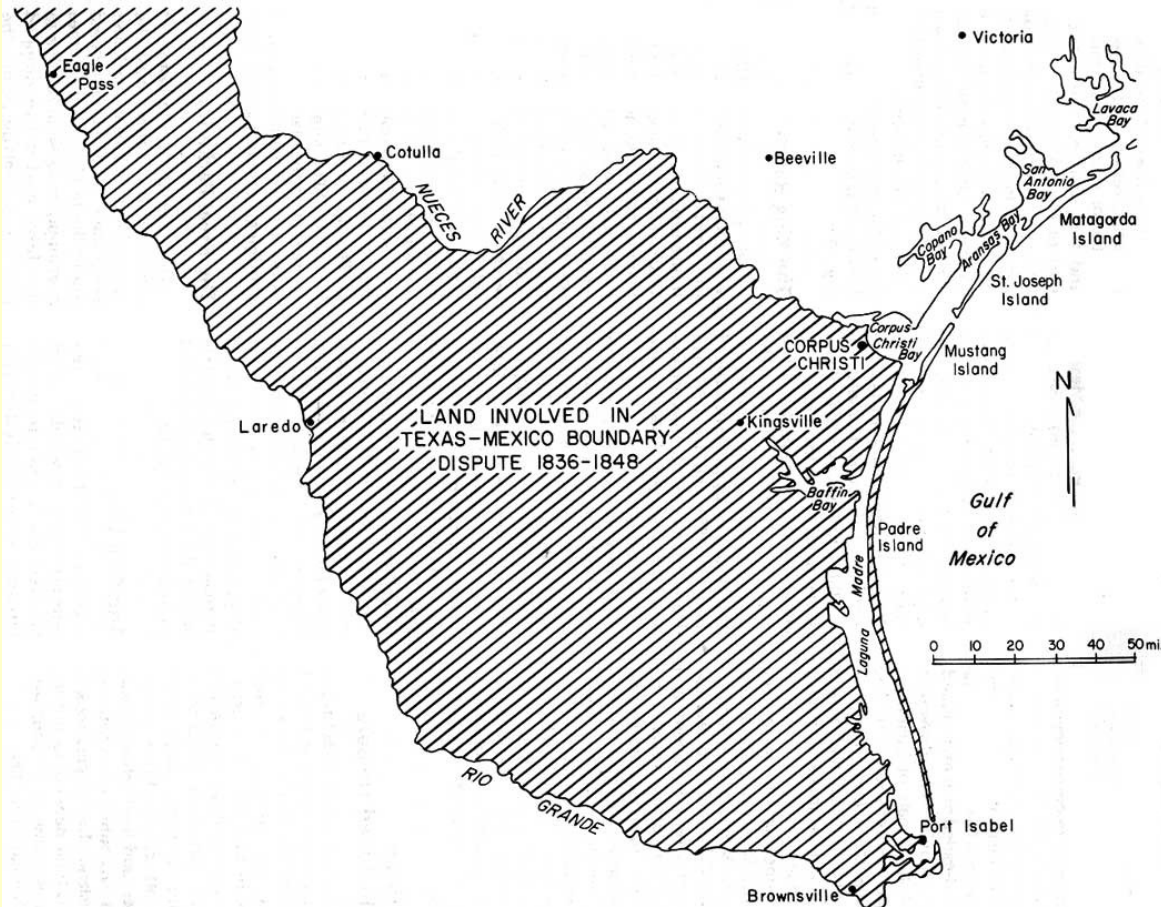 Victoria
Eagle
Pass
Lavaca
Bay
Cotulla
Beeville
San
Antonio
Bay
NUECES
RIVER
Matagorda
Island
Copano
Bay
Aransas Bay
St. Joseph
Island
Corpus
Christi
Bay
CORPUS
CHRISTI
Mustang
Island
N
Laredo
LAND INVOLVED IN
TEXAS-MEXICO BOUNDARY
DISPUTE 1836-1848
Kingsville
Baffin
Bay
Gulf
of
Mexico
Padre
Island
Laguna Madre
0 10 20 30 40 50 mi.
RIO
GRANDE
Port Isabel
Brownsville